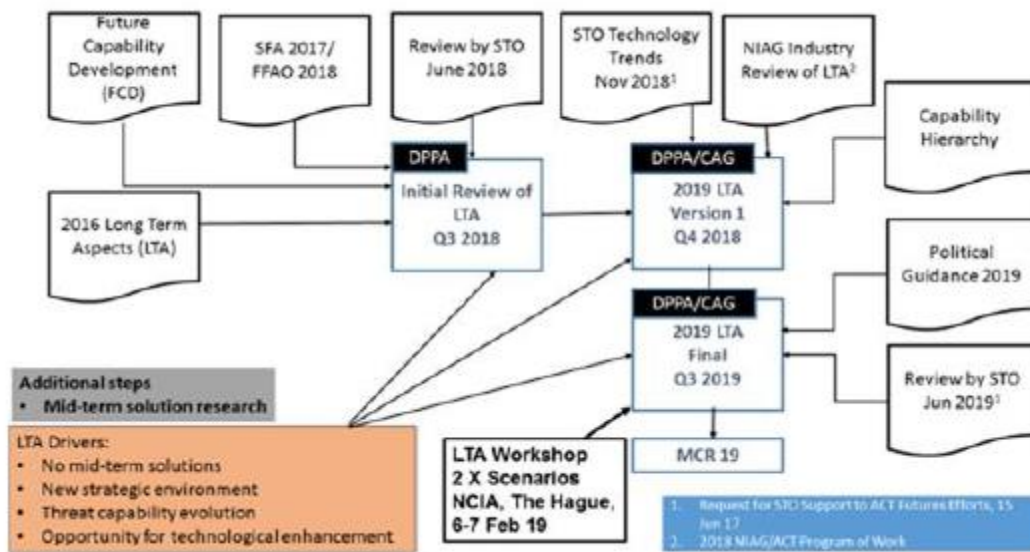 Future
Capability
Development
(FCD)
SFA 2017/
FFAO 2018
Review by STO
June 2018
STO Technology
Trends
Nov 2018¹
NIAG Industry
Review of LTA²
Capability
Hierarchy
DPPA
Initial Review of
LTA
Q3 2018
DPPA/CAG
2019 LTA
Version 1
Q4 2018
2016 Long Term
Aspects (LTA)
Political
Guidance 2019
DPPA/CAG
2019 LTA
Final
Q3 2019
Review by STO
Jun 2019¹
Additional steps
• Mid-term solution research
LTA Drivers:
• No mid-term solutions
• New strategic environment
• Threat capability evolution
• Opportunity for technological enhancement
LTA Workshop
2 X Scenarios
NCIA, The Hague,
6-7 Feb 19
MCR 19
1. Request for STO Support to ACT Futures Efforts, 15
17
2. 2018 NIAG/ACT Program of Work